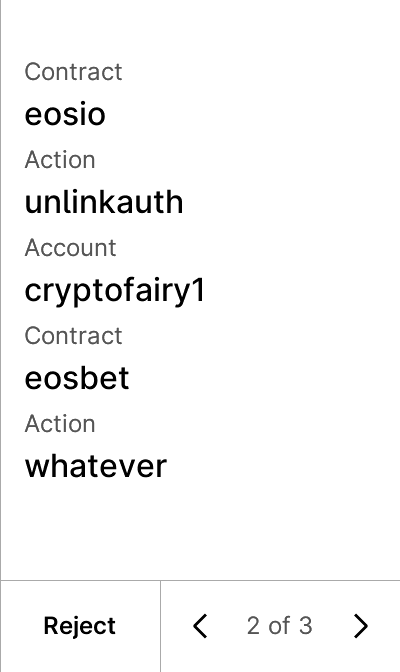 Contract
eosio
Action
unlinkauth
Account
cryptofairy1
Contract
eosbet
Action
whatever
Reject
2 of 3